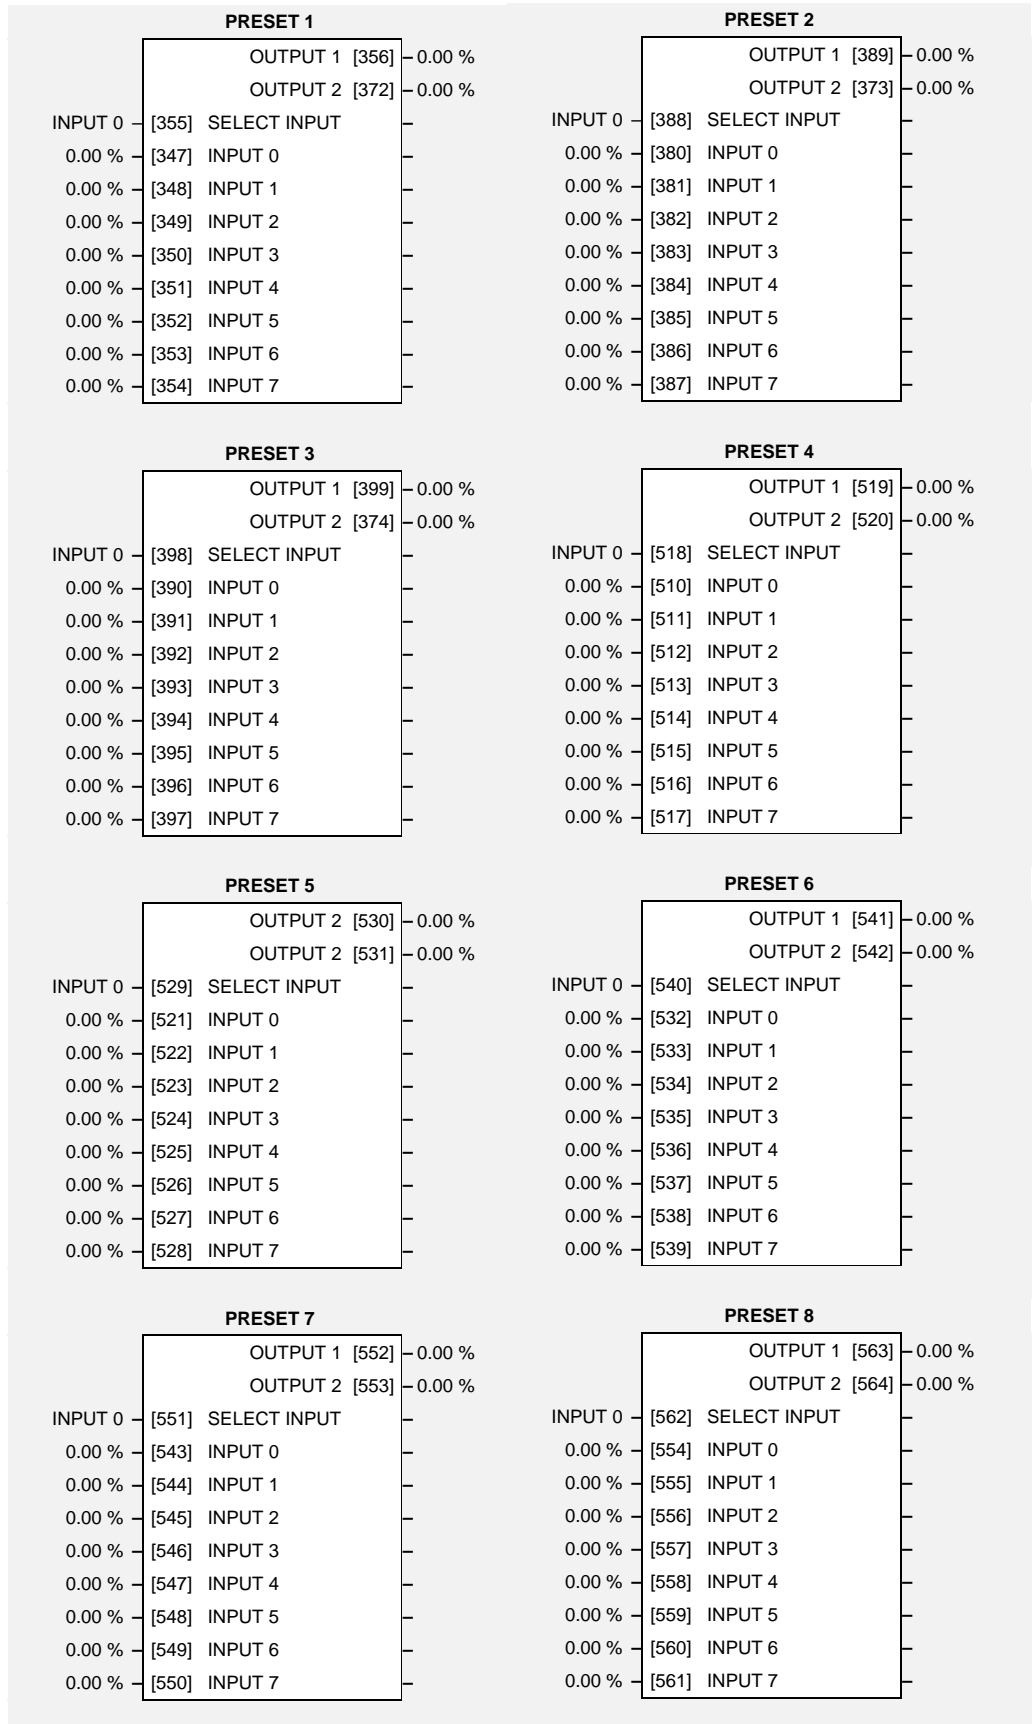 PRESET 1
OUTPUT 1 [356] – 0.00 %
OUTPUT 2 [372] – 0.00 %
INPUT 0 – [355] SELECT INPUT –
0.00 % – [347] INPUT 0 –
0.00 % – [348] INPUT 1 –
0.00 % – [349] INPUT 2 –
0.00 % – [350] INPUT 3 –
0.00 % – [351] INPUT 4 –
0.00 % – [352] INPUT 5 –
0.00 % – [353] INPUT 6 –
0.00 % – [354] INPUT 7 –
PRESET 2
OUTPUT 1 [389] – 0.00 %
OUTPUT 2 [373] – 0.00 %
INPUT 0 – [388] SELECT INPUT –
0.00 % – [380] INPUT 0 –
0.00 % – [381] INPUT 1 –
0.00 % – [382] INPUT 2 –
0.00 % – [383] INPUT 3 –
0.00 % – [384] INPUT 4 –
0.00 % – [385] INPUT 5 –
0.00 % – [386] INPUT 6 –
0.00 % – [387] INPUT 7 –
PRESET 3
OUTPUT 1 [399] – 0.00 %
OUTPUT 2 [374] – 0.00 %
INPUT 0 – [398] SELECT INPUT –
0.00 % – [390] INPUT 0 –
0.00 % – [391] INPUT 1 –
0.00 % – [392] INPUT 2 –
0.00 % – [393] INPUT 3 –
0.00 % – [394] INPUT 4 –
0.00 % – [395] INPUT 5 –
0.00 % – [396] INPUT 6 –
0.00 % – [397] INPUT 7 –
PRESET 4
OUTPUT 1 [519] – 0.00 %
OUTPUT 2 [520] – 0.00 %
INPUT 0 – [518] SELECT INPUT –
0.00 % – [510] INPUT 0 –
0.00 % – [511] INPUT 1 –
0.00 % – [512] INPUT 2 –
0.00 % – [513] INPUT 3 –
0.00 % – [514] INPUT 4 –
0.00 % – [515] INPUT 5 –
0.00 % – [516] INPUT 6 –
0.00 % – [517] INPUT 7 –
PRESET 5
OUTPUT 2 [530] – 0.00 %
OUTPUT 2 [531] – 0.00 %
INPUT 0 – [529] SELECT INPUT –
0.00 % – [521] INPUT 0 –
0.00 % – [522] INPUT 1 –
0.00 % – [523] INPUT 2 –
0.00 % – [524] INPUT 3 –
0.00 % – [525] INPUT 4 –
0.00 % – [526] INPUT 5 –
0.00 % – [527] INPUT 6 –
0.00 % – [528] INPUT 7 –
PRESET 6
OUTPUT 1 [541] – 0.00 %
OUTPUT 2 [542] – 0.00 %
INPUT 0 – [540] SELECT INPUT –
0.00 % – [532] INPUT 0 –
0.00 % – [533] INPUT 1 –
0.00 % – [534] INPUT 2 –
0.00 % – [535] INPUT 3 –
0.00 % – [536] INPUT 4 –
0.00 % – [537] INPUT 5 –
0.00 % – [538] INPUT 6 –
0.00 % – [539] INPUT 7 –
PRESET 7
OUTPUT 1 [552] – 0.00 %
OUTPUT 2 [553] – 0.00 %
INPUT 0 – [551] SELECT INPUT –
0.00 % – [543] INPUT 0 –
0.00 % – [544] INPUT 1 –
0.00 % – [545] INPUT 2 –
0.00 % – [546] INPUT 3 –
0.00 % – [547] INPUT 4 –
0.00 % – [548] INPUT 5 –
0.00 % – [549] INPUT 6 –
0.00 % – [550] INPUT 7 –
PRESET 8
OUTPUT 1 [563] – 0.00 %
OUTPUT 2 [564] – 0.00 %
INPUT 0 – [562] SELECT INPUT –
0.00 % – [554] INPUT 0 –
0.00 % – [555] INPUT 1 –
0.00 % – [556] INPUT 2 –
0.00 % – [557] INPUT 3 –
0.00 % – [558] INPUT 4 –
0.00 % – [559] INPUT 5 –
0.00 % – [560] INPUT 6 –
0.00 % – [561] INPUT 7 –